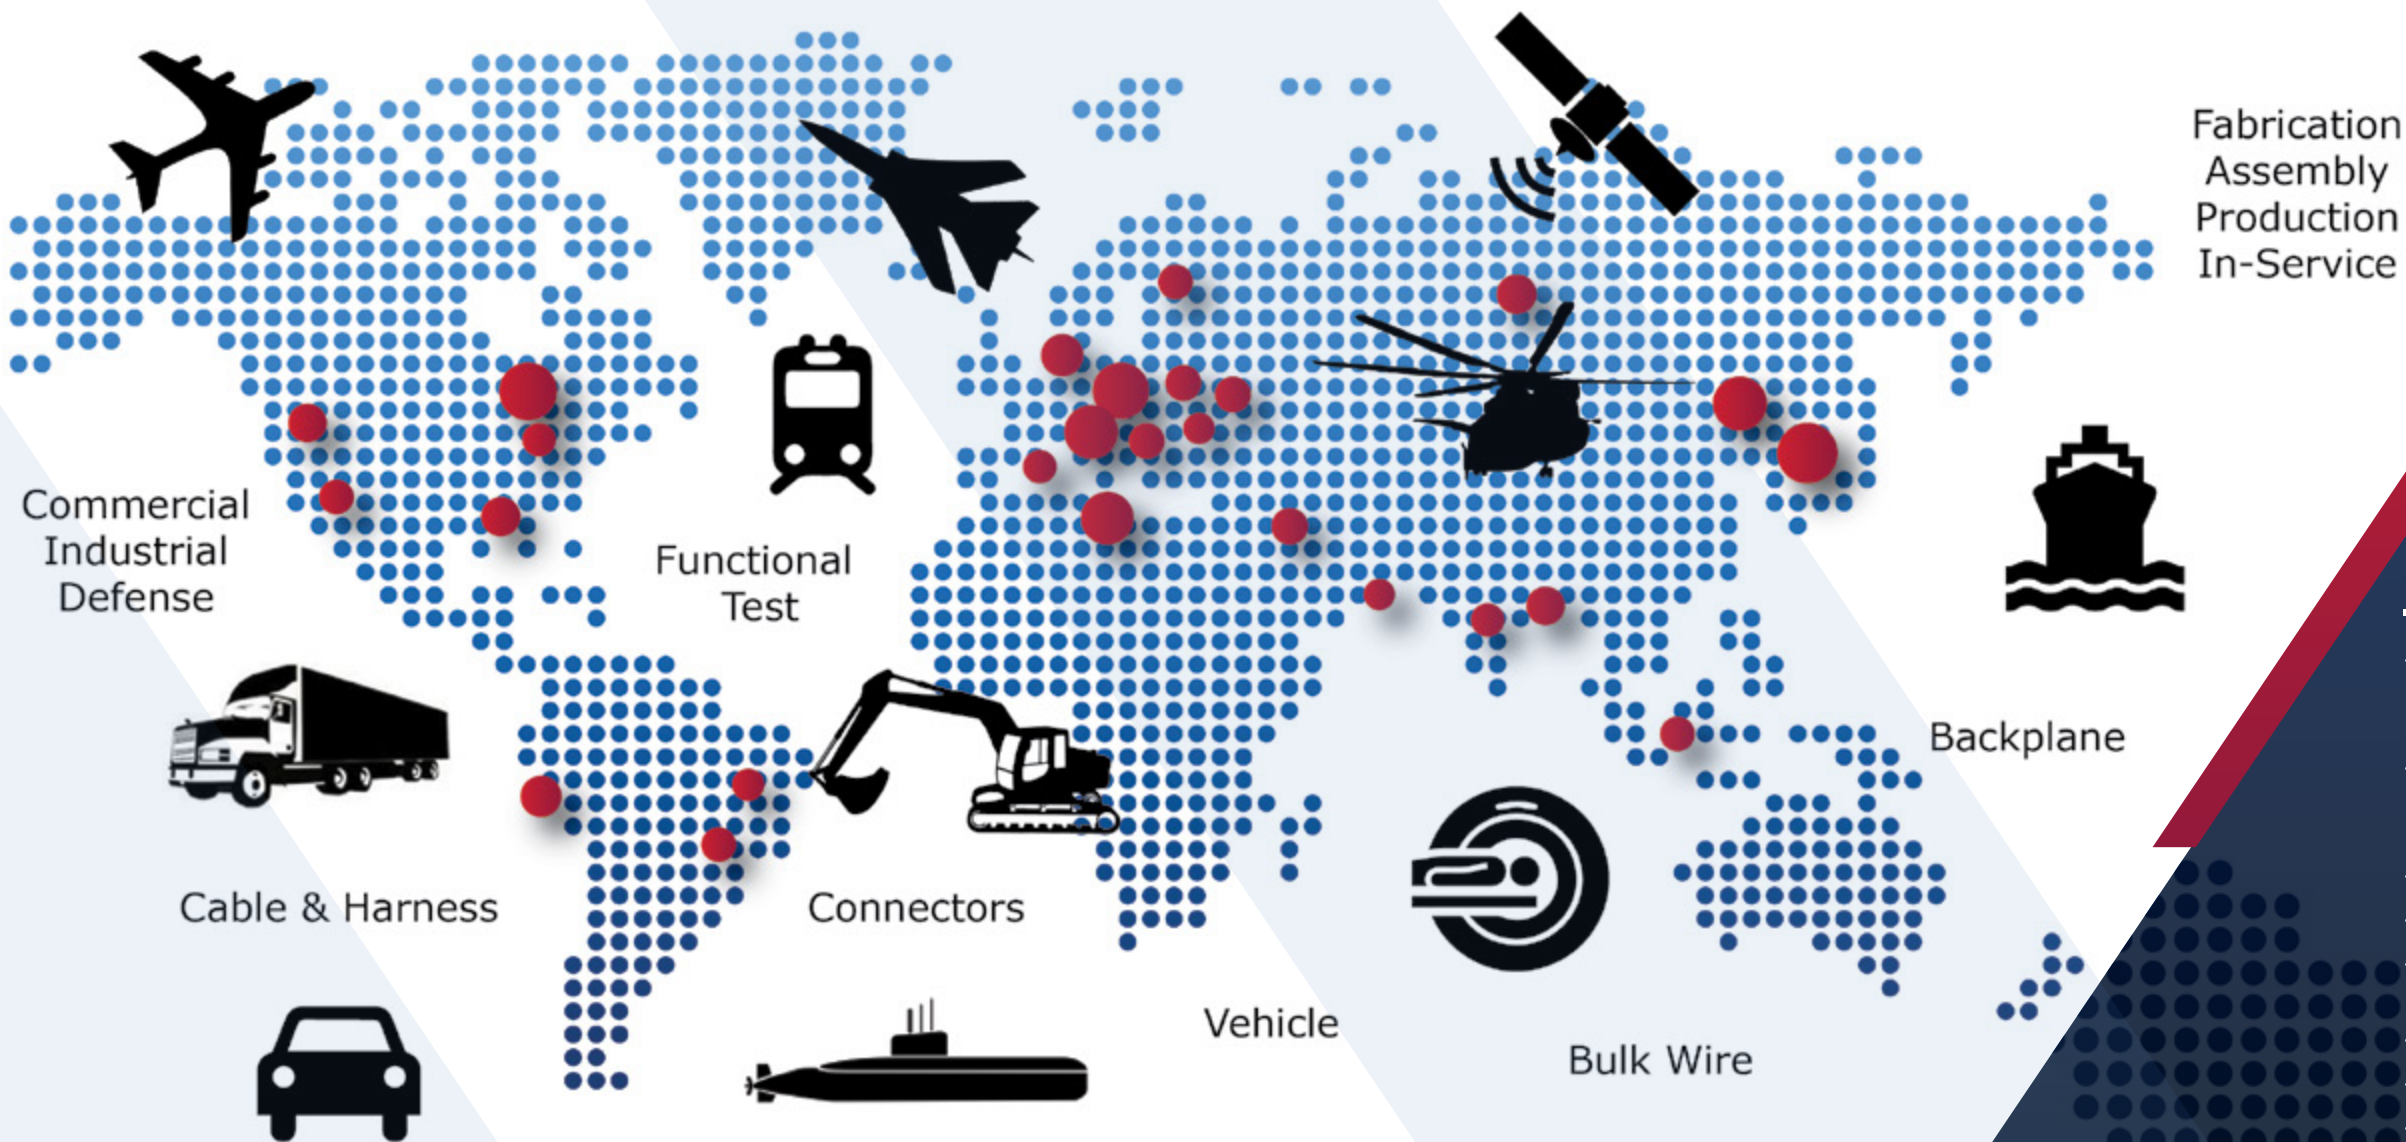 Fabrication
Assembly
Production
In-Service
Commercial
Industrial
Defense
Functional
Test
Backplane
Cable & Harness
Connectors
Vehicle
Bulk Wire